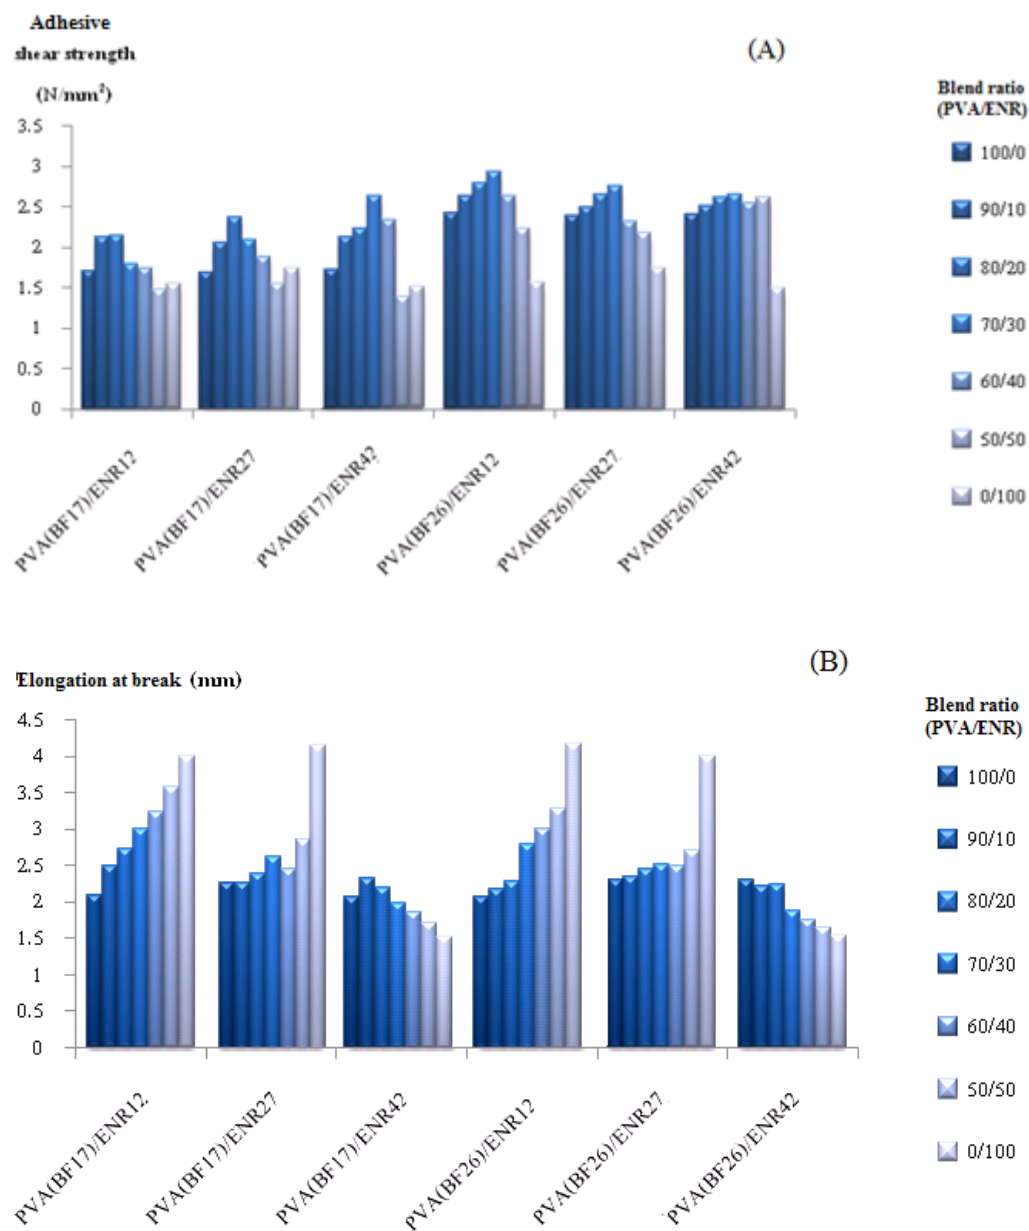 Adhesive
shear strength
(N/mm²)
(A)
3.5
3
2.5
2
1.5
1
0.5
0
PVA(BF17)/ENR12
PVA(BF17)/ENR27
PVA(BF17)/ENR42
PVA(BF26)/ENR12
PVA(BF26)/ENR27
PVA(BF26)/ENR42
Blend ratio
(PVA/ENR)
100/0
90/10
80/20
70/30
60/40
50/50
0/100
(B)
Elongation at break (mm)
4.5
4
3.5
3
2.5
2
1.5
1
0.5
0
PVA(BF17)/ENR12
PVA(BF17)/ENR27
PVA(BF17)/ENR42
PVA(BF26)/ENR12
PVA(BF26)/ENR27
PVA(BF26)/ENR42
Blend ratio
(PVA/ENR)
100/0
90/10
80/20
70/30
60/40
50/50
0/100